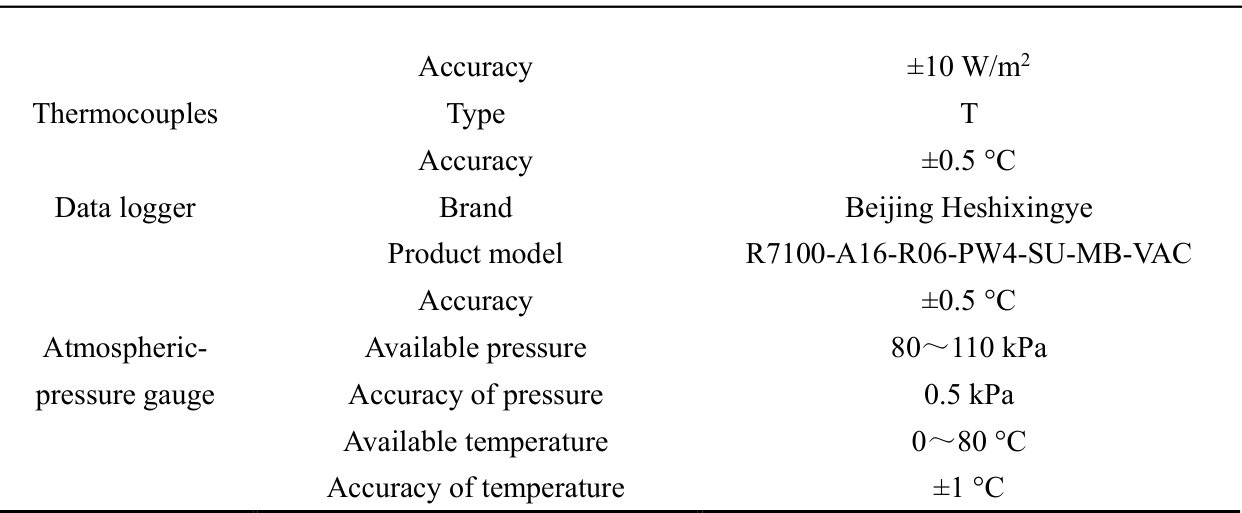 Accuracy ±10 W/m²
Thermocouples Type T
Accuracy ±0.5 °C
Data logger Brand Beijing Heshixingye
Product model R7100-A16-R06-PW4-SU-MB-VAC
Accuracy ±0.5 °C
Atmospheric- Available pressure 80～110 kPa
pressure gauge Accuracy of pressure 0.5 kPa
Available temperature 0～80 °C
Accuracy of temperature ±1 °C